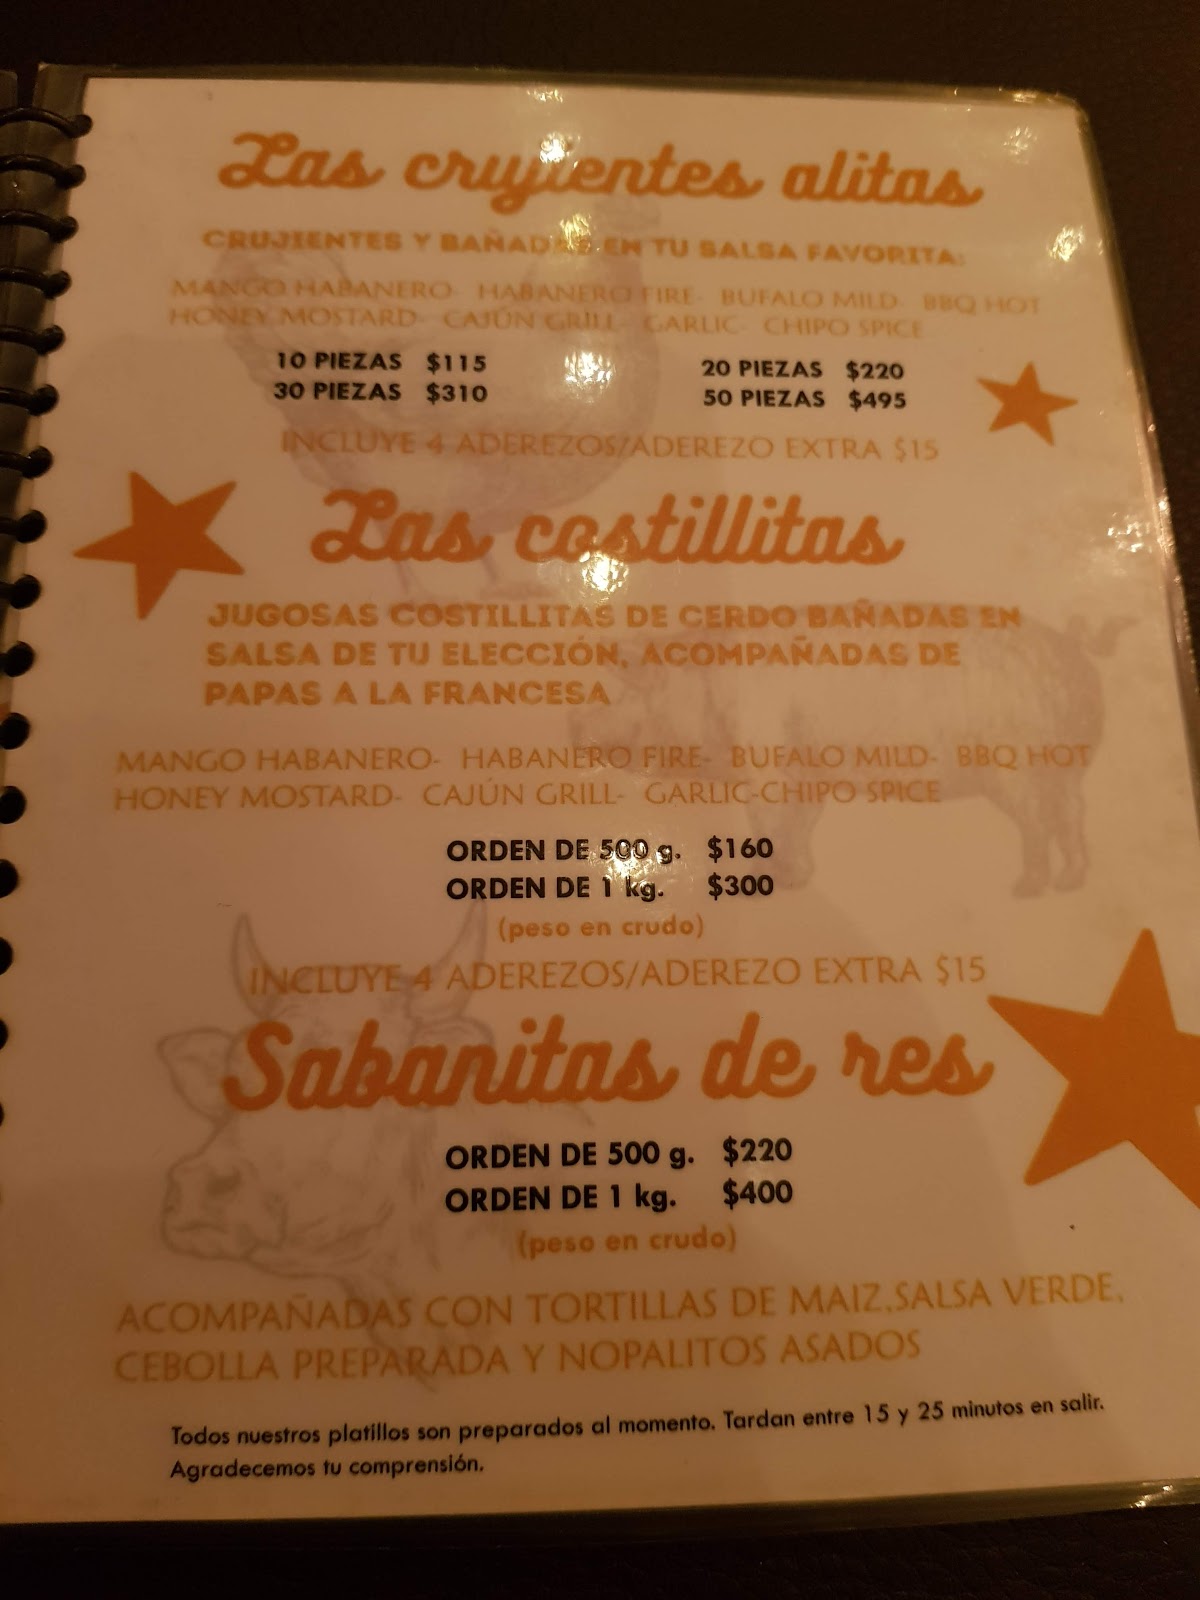 Las crujientes alitas
CRUJIENTES Y BAÑADAS EN TU SALSA FAVORITA:
MANGO HABANERO- HABANERO FIRE- BUFALO MILD- BBQ HOT
HONEY MOSTARD- CAJÚN GRILL- GARLIC- CHIPO SPICE
10 PIEZAS $115 20 PIEZAS $220
30 PIEZAS $310 50 PIEZAS $495
INCLUYE 4 ADEREZOS/ADEREZO EXTRA $15
Las costillitas
JUGOSAS COSTILLITAS DE CERDO BAÑADAS EN
SALSA DE TU ELECCIÓN, ACOMPAÑADAS DE
PAPAS A LA FRANCESA
MANGO HABANERO- HABANERO FIRE- BUFALO MILD- BBQ HOT
HONEY MOSTARD- CAJÚN GRILL- GARLIC-CHIPO SPICE
ORDEN DE 500 g. $160
ORDEN DE 1 kg. $300
(peso en crudo)
INCLUYE 4 ADEREZOS/ADEREZO EXTRA $15
Sabanitas de res
ORDEN DE 500 g. $220
ORDEN DE 1 kg. $400
(peso en crudo)
ACOMPAÑADAS CON TORTILLAS DE MAIZ,SALSA VERDE,
CEBOLLA PREPARADA Y NOPALITOS ASADOS
Todos nuestros platillos son preparados al momento. Tardan entre 15 y 25 minutos en salir.
Agradecemos tu comprensión.